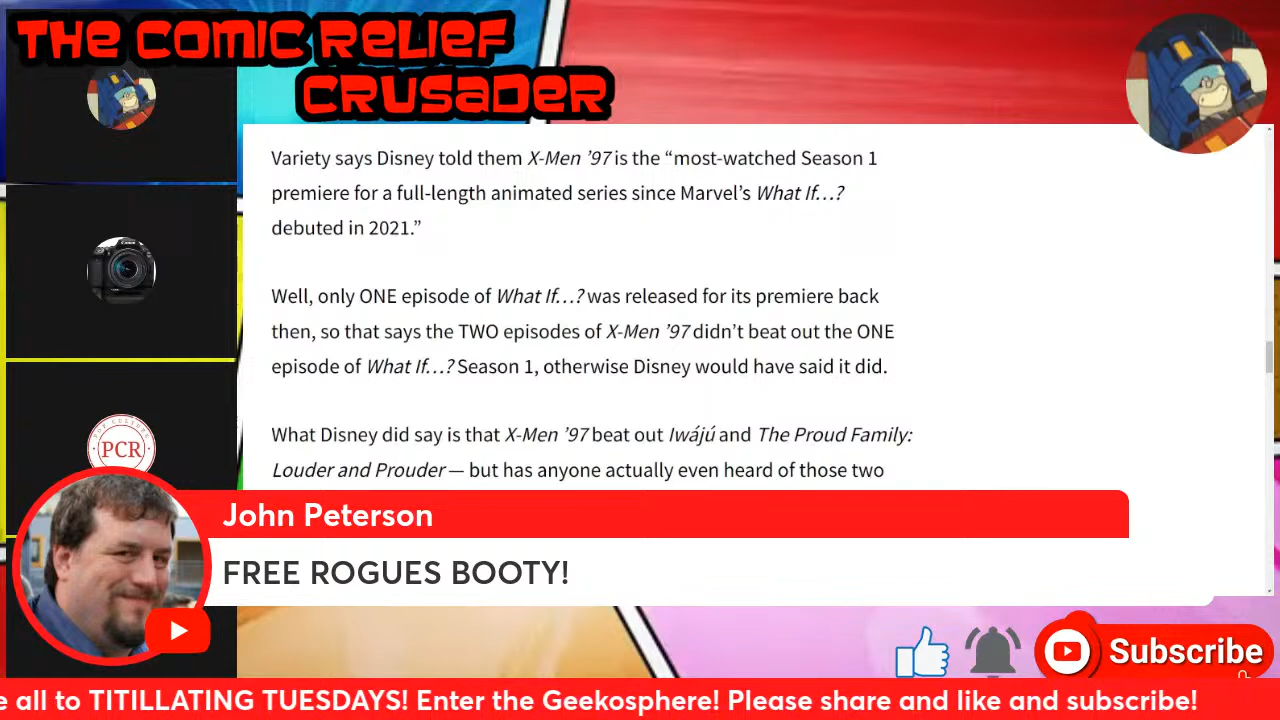 THE COMIC RELIEF
CRUSADER
Variety says Disney told them X-Men ’97 is the “most-watched Season 1
premiere for a full-length animated series since Marvel’s What If…?
debuted in 2021.”
Well, only ONE episode of What If…? was released for its premiere back
then, so that says the TWO episodes of X-Men ’97 didn’t beat out the ONE
episode of What If…? Season 1, otherwise Disney would have said it did.
What Disney did say is that X-Men ’97 beat out Iwájú and The Proud Family:
Louder and Prouder — but has anyone actually even heard of those two
POP CULTURE
PCR
John Peterson
FREE ROGUES BOOTY!
Subscribe
e all to TITILLATING TUESDAYS! Enter the Geekosphere! Please share and like and subscribe!